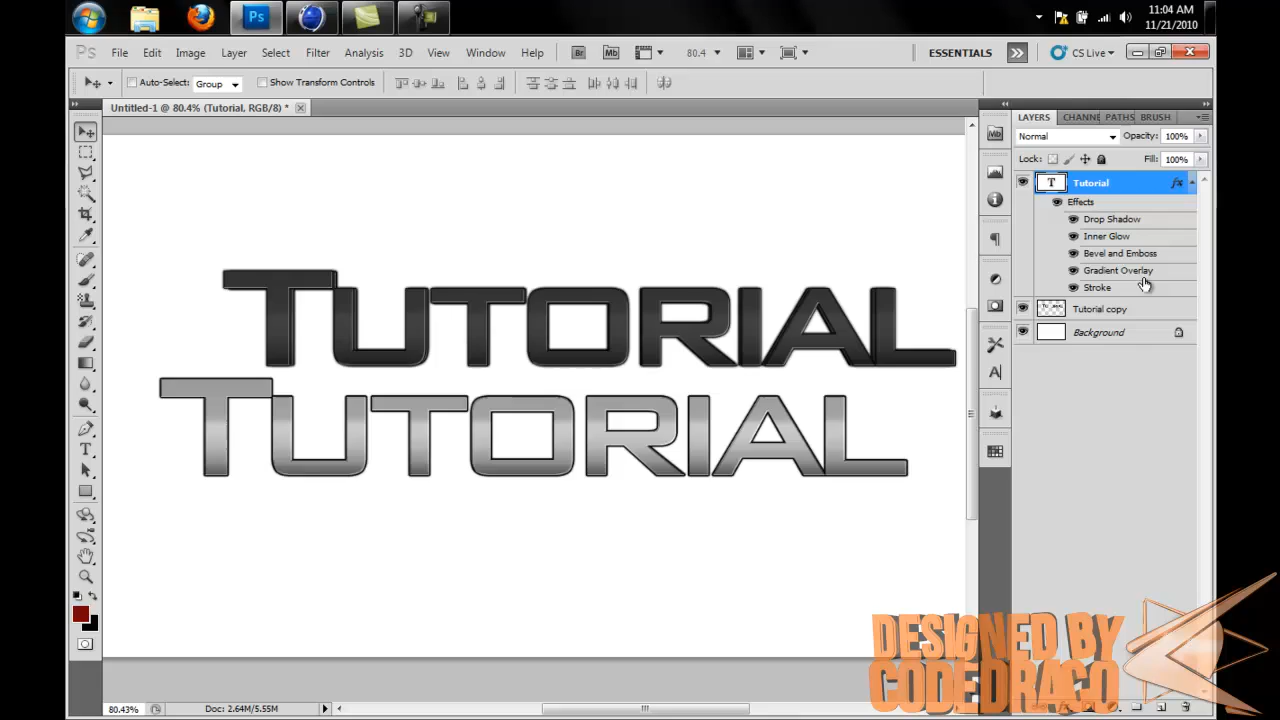 11:04 AM
11/21/2010
Ps
Ps File Edit Image Layer Select Filter Analysis 3D View Window Help Br Mb 80.4 ESSENTIALS CS Live
Auto-Select: Group Show Transform Controls
Untitled-1 @ 80.4% (Tutorial, RGB/8) *
LAYERS CHANNE PATHS BRUSH
Normal Opacity: 100%
Lock: Fill: 100%
T Tutorial fx
Effects
Drop Shadow
Inner Glow
Bevel and Emboss
Gradient Overlay
Stroke
Tutorial copy
Background
TUTORIAL
TUTORIAL
DESIGNED BY
CODEDRAGO
80.43% Doc: 2.64M/5.55M